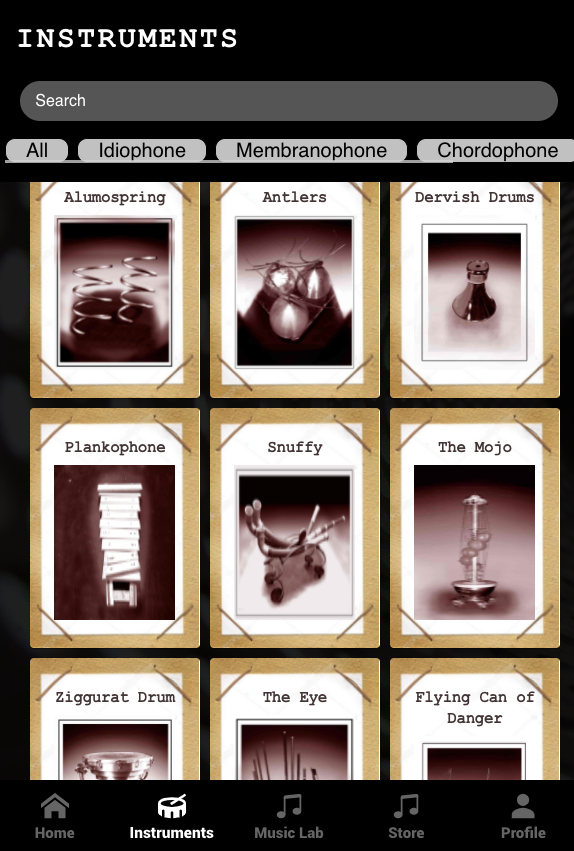 INSTRUMENTS
Search
All Idiophone Membranophone Chordophone
Alumospring Antlers Dervish Drums
Plankophone Snuffy The Mojo
Ziggurat Drum The Eye Flying Can of
Danger
Home Instruments Music Lab Store Profile